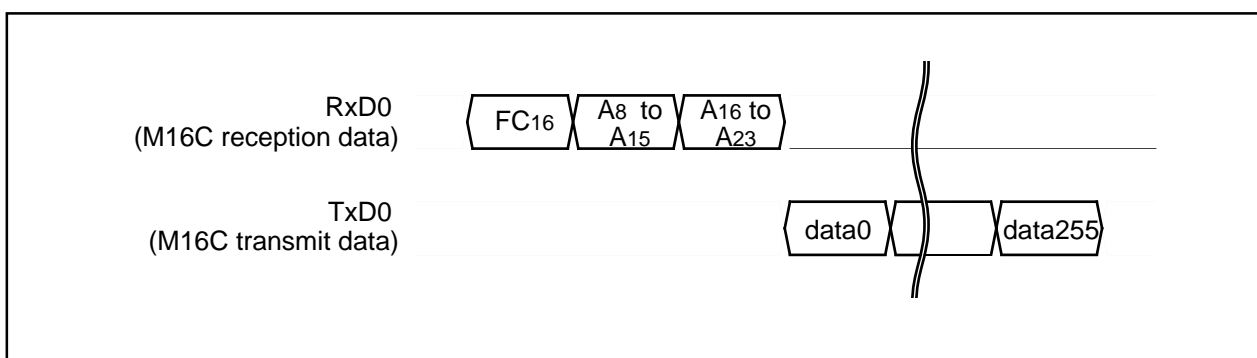 RxD0
(M16C reception data)
FC16
A8 to
A15
A16 to
A23
TxD0
(M16C transmit data)
data0
data255